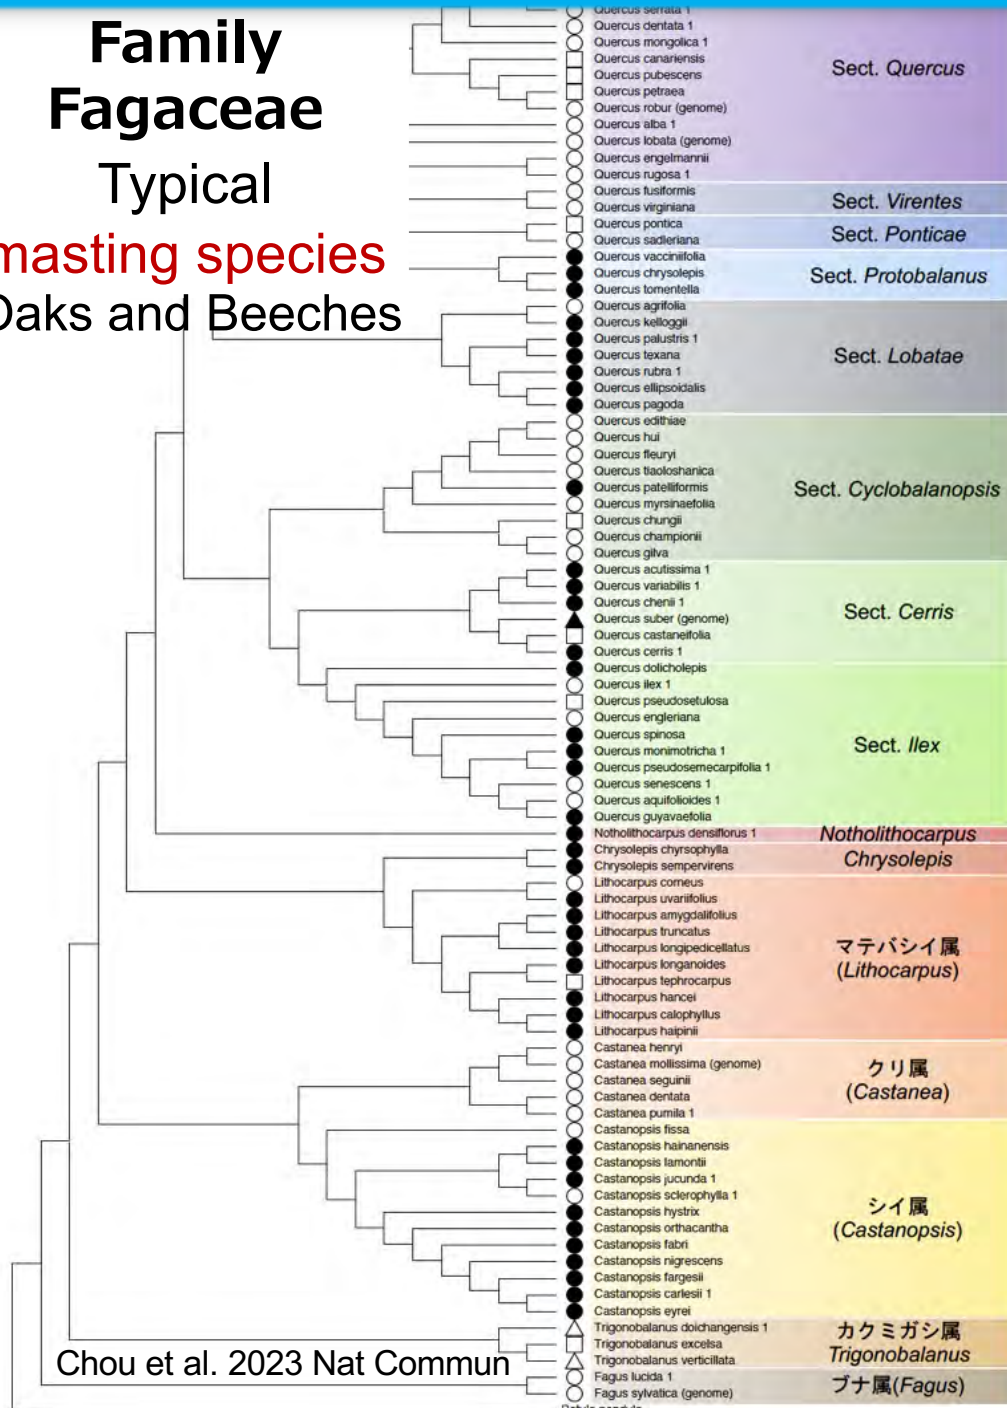 Family
Fagaceae
Typical
masting species
Oaks and Beeches
Quercus serrata 1
Quercus dentata 1
Quercus mongolica 1
Quercus canariensis
Quercus pubescens
Quercus petraea
Quercus robur (genome)
Quercus alba 1
Quercus lobata (genome)
Quercus engelmannii
Quercus rugosa 1
Sect. Quercus
Quercus fusiformis
Quercus virginiana
Sect. Virentes
Quercus pontica
Quercus sadleriana
Sect. Ponticae
Quercus vacciniifolia
Quercus chrysolepis
Quercus tomentella
Sect. Protobalanus
Quercus agrifolia
Quercus kelloggii
Quercus palustris 1
Quercus texana
Quercus rubra 1
Quercus ellipsoidalis
Quercus pagoda
Sect. Lobatae
Quercus edithiae
Quercus hui
Quercus fleuryi
Quercus tiaoloshanica
Quercus patelliformis
Quercus myrsinaefolia
Quercus chungii
Quercus championii
Quercus gilva
Sect. Cyclobalanopsis
Quercus acutissima 1
Quercus variabilis 1
Quercus chenii 1
Quercus suber (genome)
Quercus castaneifolia
Quercus cerris 1
Sect. Cerris
Quercus dolicholepis
Quercus ilex 1
Quercus pseudosetulosa
Quercus engleriana
Quercus spinosa
Quercus monimotricha 1
Quercus pseudosemecarpifolia 1
Quercus senescens 1
Quercus aquifolioides 1
Quercus guyavaefolia
Sect. Ilex
Notholithocarpus densiflorus 1
Notholithocarpus
Chrysolepis chyrsophylla
Chrysolepis sempervirens
Chrysolepis
Lithocarpus corneus
Lithocarpus uvariifolius
Lithocarpus amygdalifolius
Lithocarpus truncatus
Lithocarpus longipedicellatus
Lithocarpus longanoides
Lithocarpus tephrocarpus
Lithocarpus hancei
Lithocarpus calophyllus
Lithocarpus haipinii
マテバシイ属
(Lithocarpus)
Castanea henryi
Castanea mollissima (genome)
Castanea seguinii
Castanea dentata
Castanea pumila 1
クリ属
(Castanea)
Castanopsis fissa
Castanopsis hainanensis
Castanopsis lamontii
Castanopsis jucunda 1
Castanopsis sclerophylla 1
Castanopsis hystrix
Castanopsis orthacantha
Castanopsis fabri
Castanopsis nigrescens
Castanopsis fargesii
Castanopsis carlesii 1
Castanopsis eyrei
シイ属
(Castanopsis)
Trigonobalanus doichangensis 1
Trigonobalanus excelsa
Trigonobalanus verticillata
カクミガシ属
Trigonobalanus
Fagus lucida 1
Fagus sylvatica (genome)
ブナ属(Fagus)
Chou et al. 2023 Nat Commun